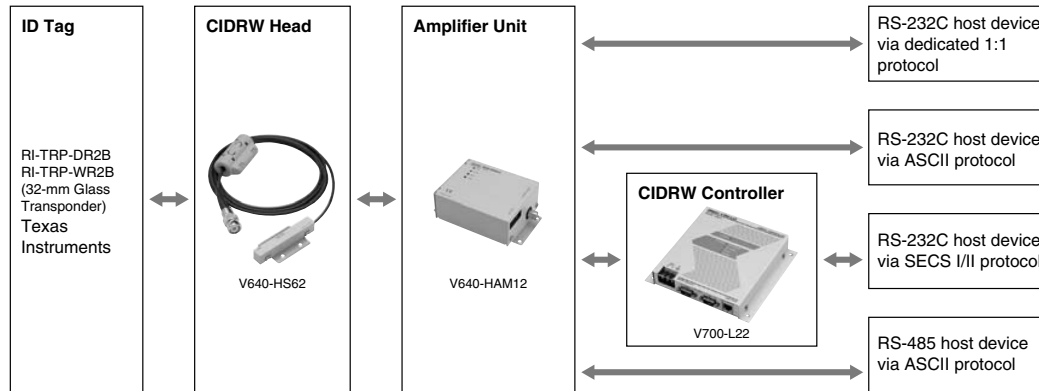 ID Tag
RI-TRP-DR2B
RI-TRP-WR2B
(32-mm Glass
Transponder)
Texas
Instruments
CIDRW Head
V640-HS62
Amplifier Unit
V640-HAM12
CIDRW Controller
V700-L22
RS-232C host device
via dedicated 1:1
protocol
RS-232C host device
via ASCII protocol
RS-232C host device
via SECS I/II protocol
RS-485 host device
via ASCII protocol